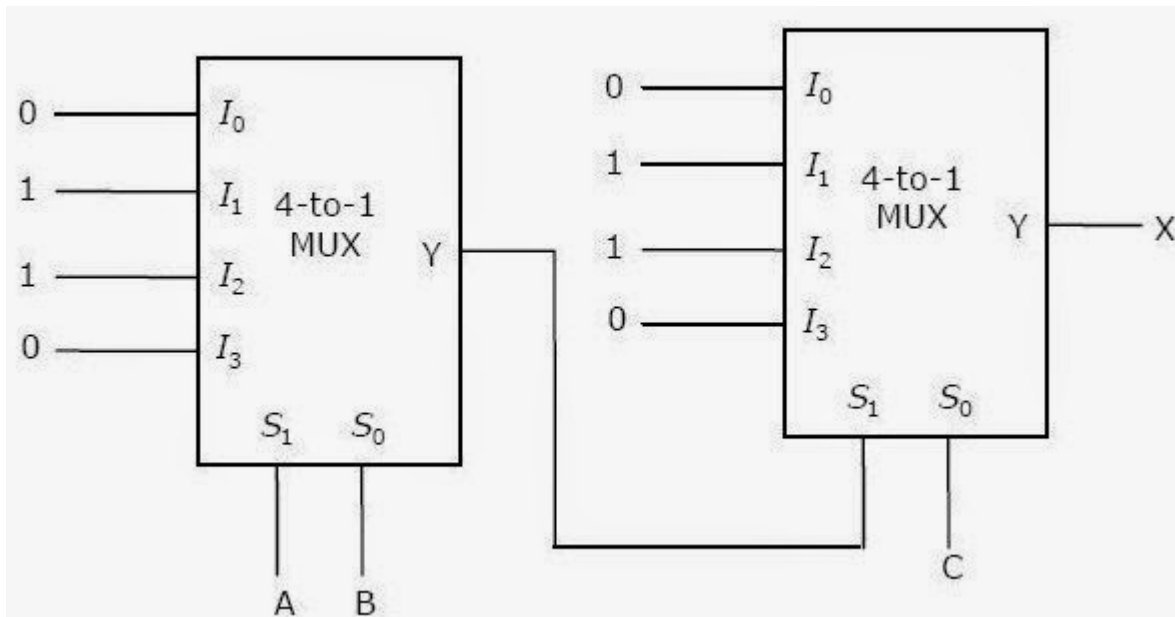 0 I₀
1 I₁
4-to-1
MUX
Y
1 I₂
0 I₃
S₁ S₀
A B
0 I₀
1 I₁
4-to-1
MUX
Y X
1 I₂
0 I₃
S₁ S₀
C